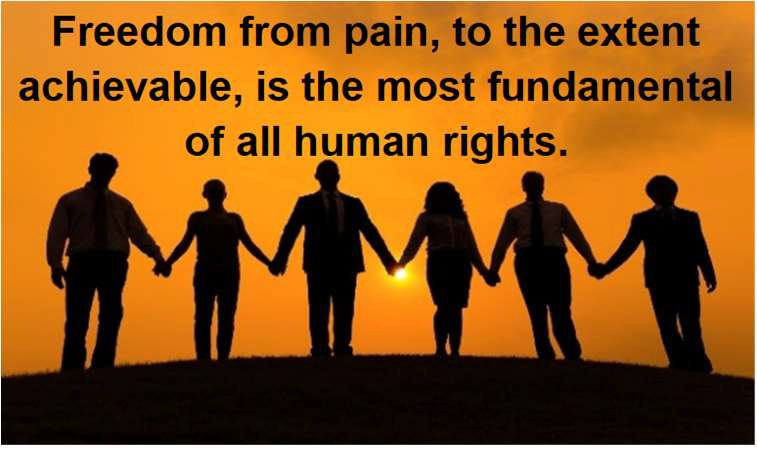 Freedom from pain, to the extent
achievable, is the most fundamental
of all human rights.